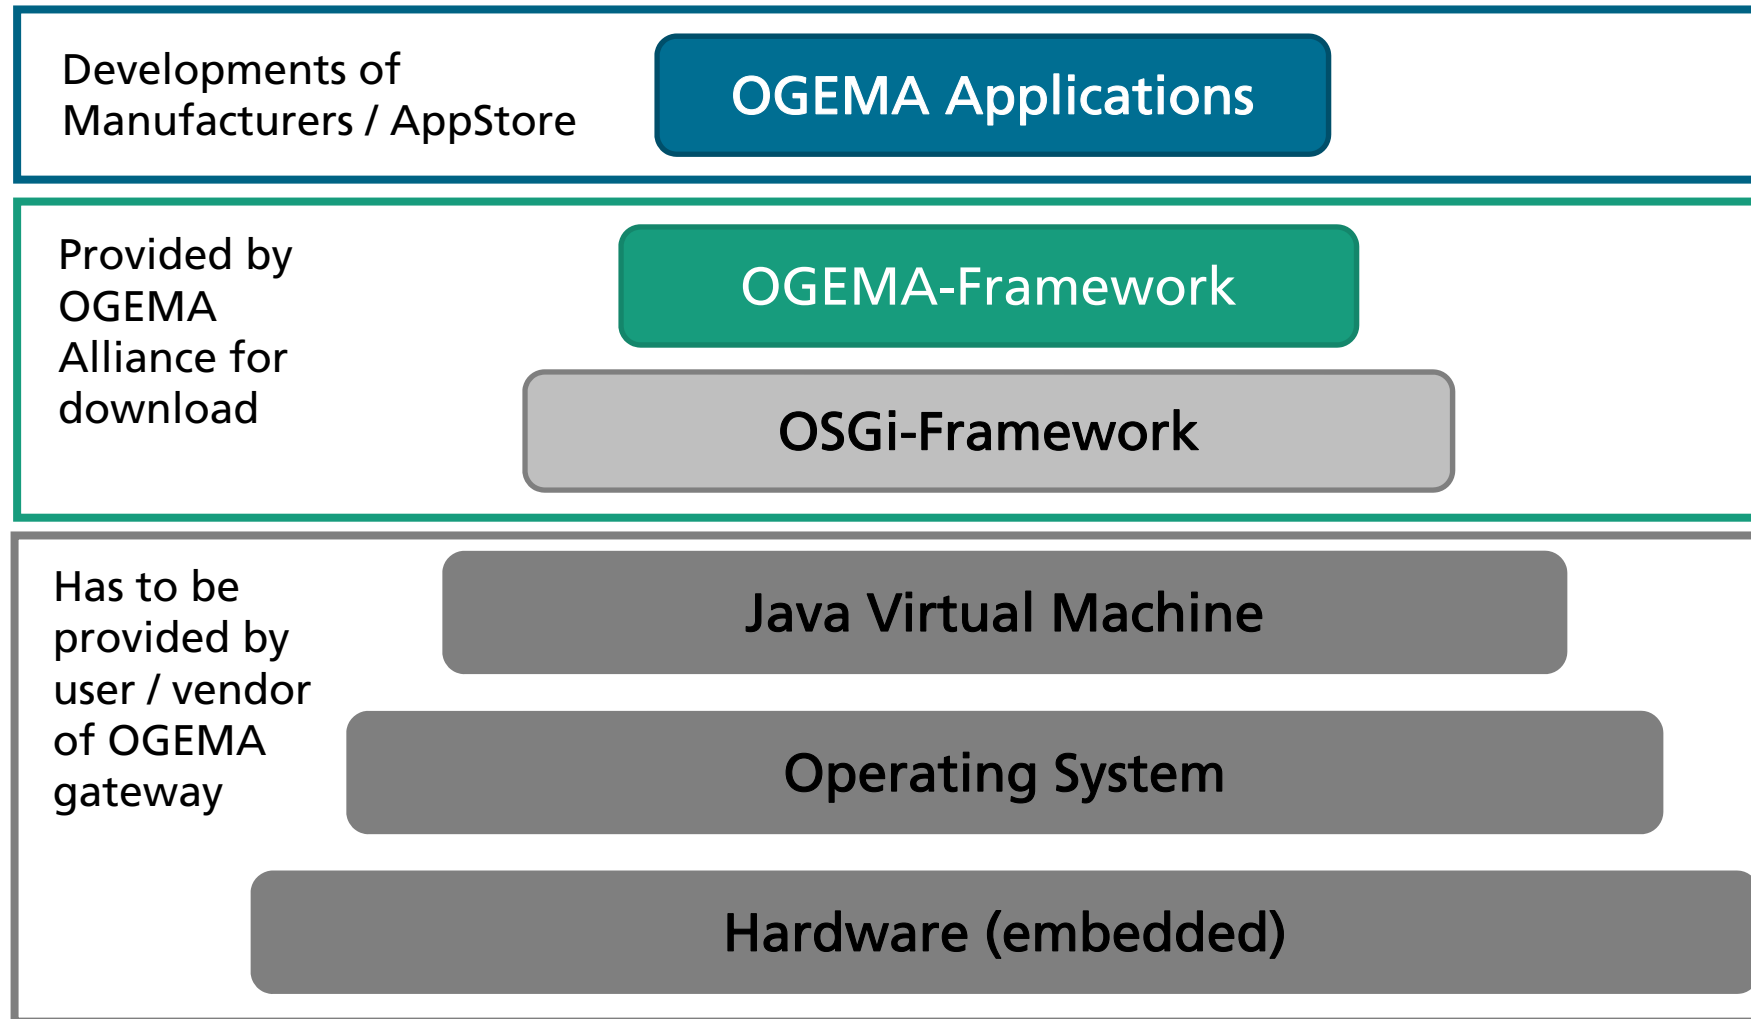 Developments of
Manufacturers / AppStore
OGEMA Applications
Provided by
OGEMA
Alliance for
download
OGEMA-Framework
OSGi-Framework
Has to be
provided by
user / vendor
of OGEMA
gateway
Java Virtual Machine
Operating System
Hardware (embedded)